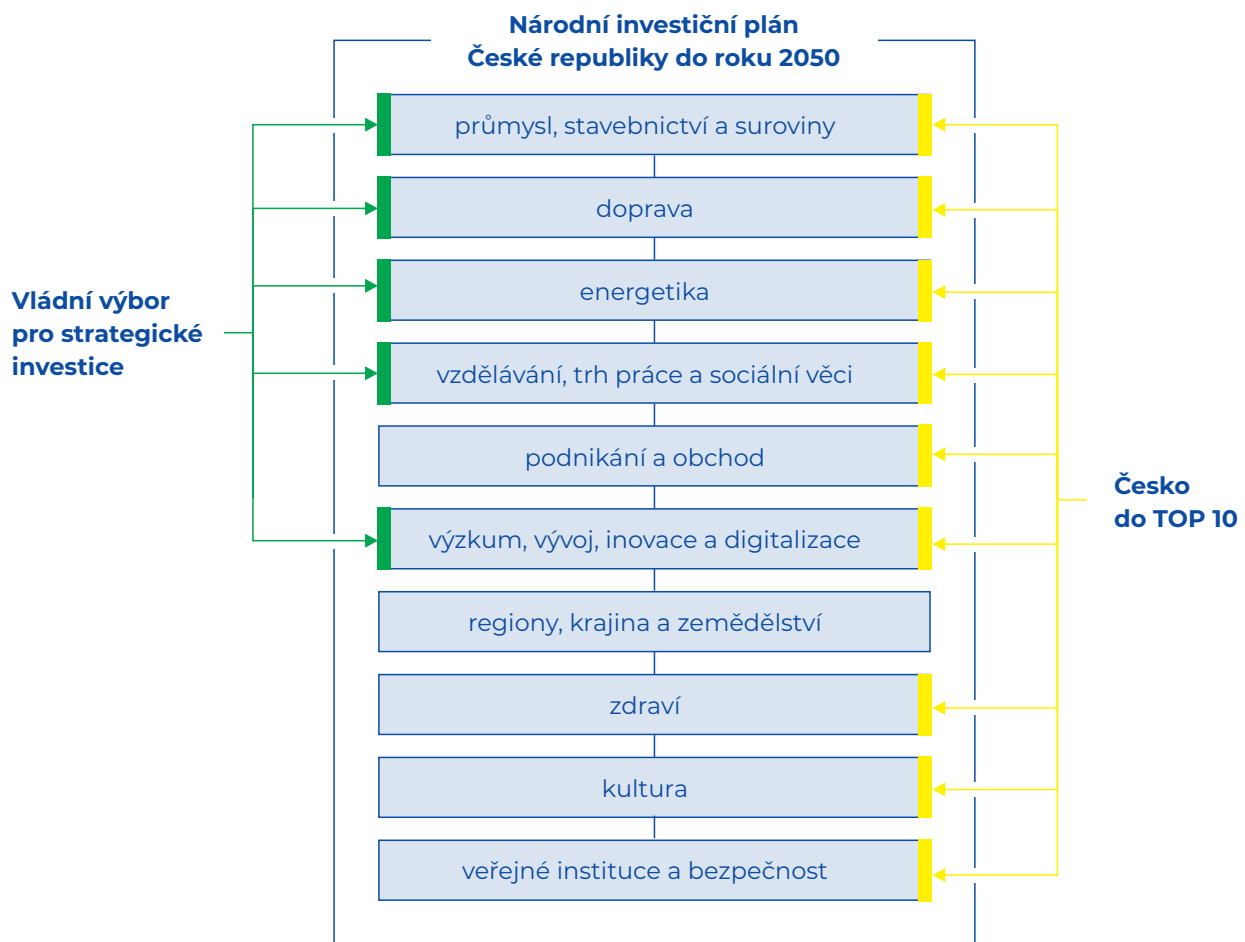 Národní investiční plán
České republiky do roku 2050
průmysl, stavebnictví a suroviny
doprava
energetika
Vládní výbor
pro strategické
investice
vzdělávání, trh práce a sociální věci
podnikání a obchod
Česko
do TOP 10
výzkum, vývoj, inovace a digitalizace
regiony, krajina a zemědělství
zdraví
kultura
veřejné instituce a bezpečnost